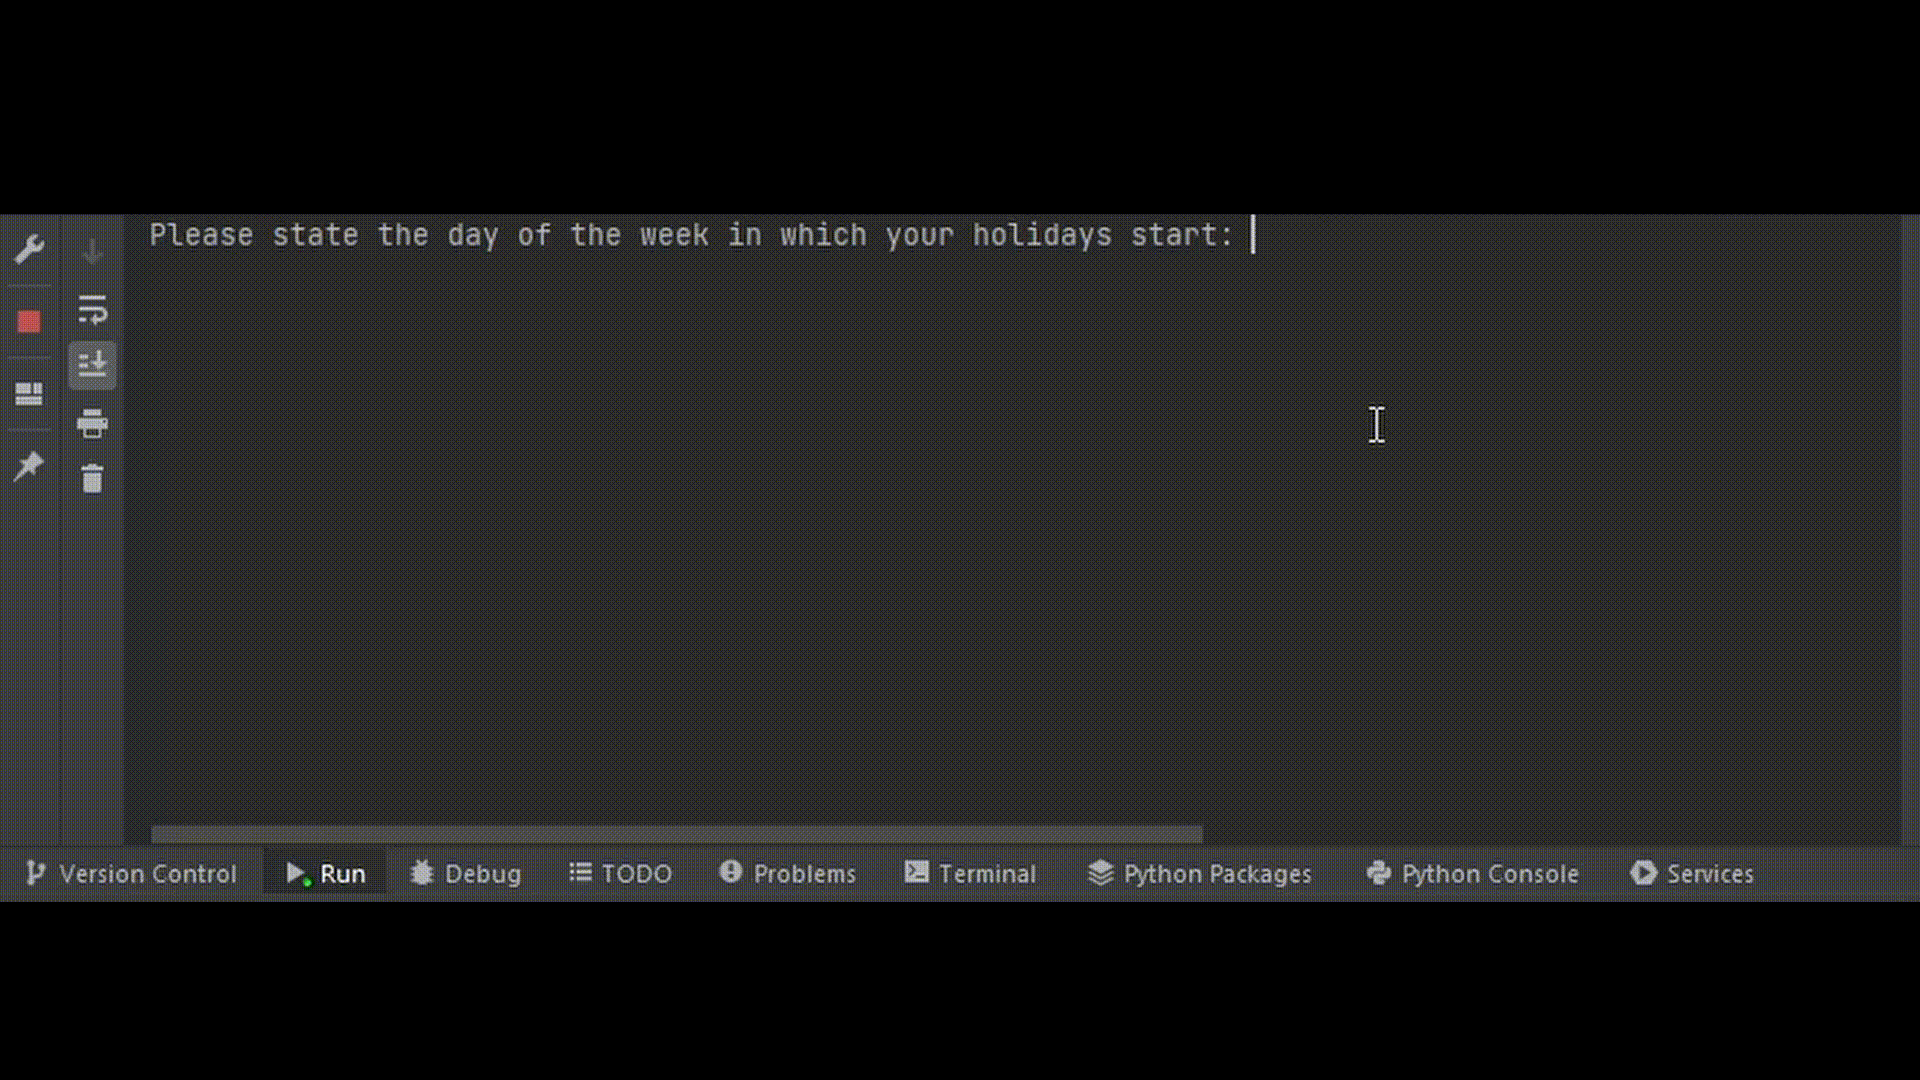 Please state the day of the week in which your holidays start:
Version Control Run Debug TODO Problems Terminal Python Packages Python Console Services